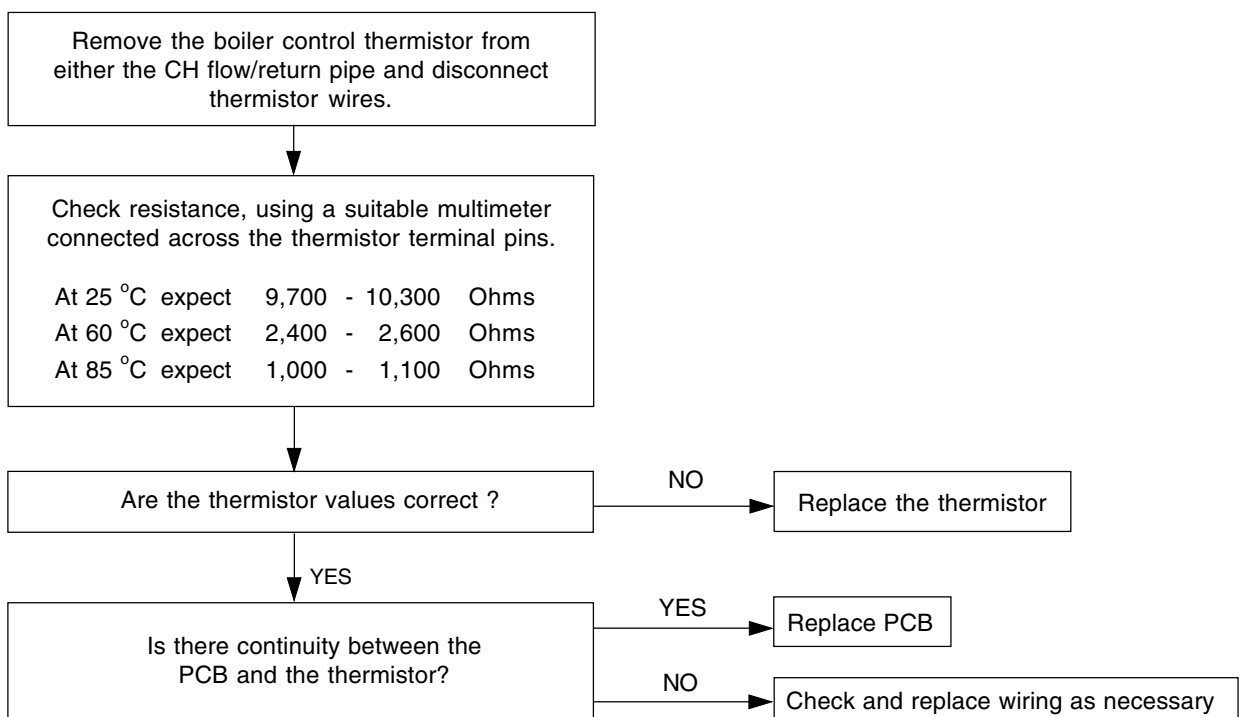 Remove the boiler control thermistor from
either the CH flow/return pipe and disconnect
thermistor wires.
Check resistance, using a suitable multimeter
connected across the thermistor terminal pins.
At 25 °C expect 9,700 - 10,300 Ohms
At 60 °C expect 2,400 - 2,600 Ohms
At 85 °C expect 1,000 - 1,100 Ohms
Are the thermistor values correct ?
NO
Replace the thermistor
YES
Is there continuity between the
PCB and the thermistor?
YES
Replace PCB
NO
Check and replace wiring as necessary